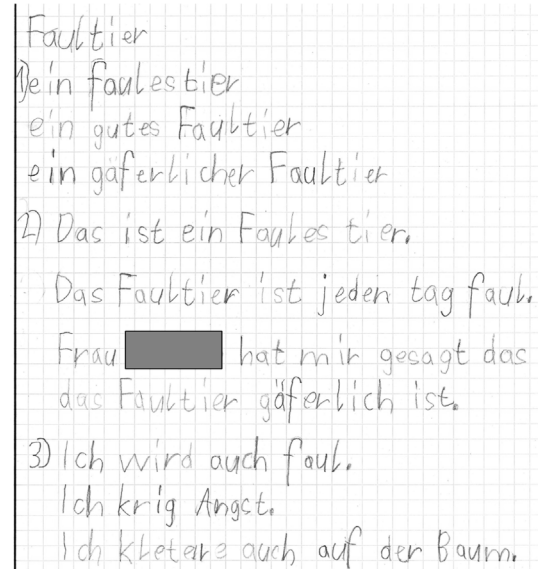 Faultier
1) ein faules tier
ein gutes Faultier
ein gäferlicher Faultier
2) Das ist ein Faules tier.
Das Faultier ist jeden tag faul.
Frau hat mir gesagt das
das Faultier gäferlich ist.
3) Ich wird auch faul.
Ich krig Angst.
Ich auch auf der Baum.